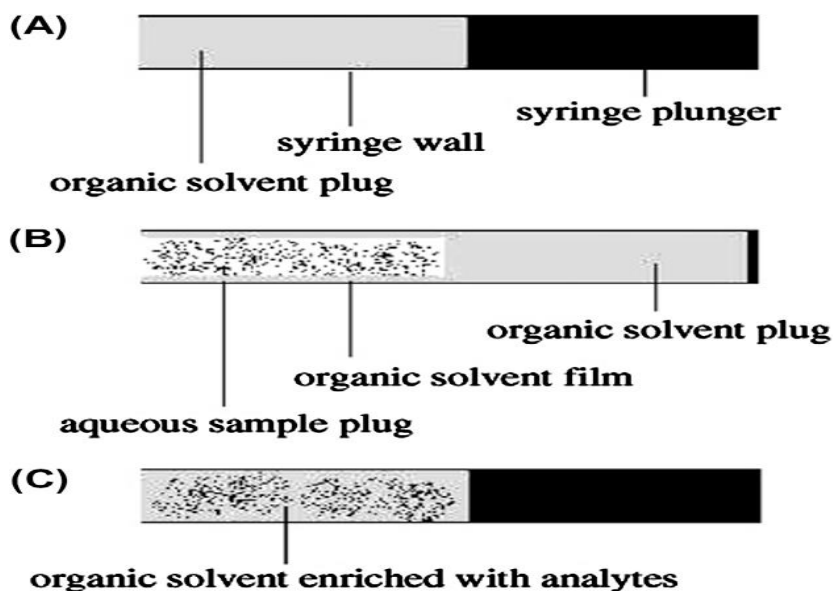 (A)
syringe plunger
syringe wall
organic solvent plug
(B)
organic solvent plug
organic solvent film
aqueous sample plug
(C)
organic solvent enriched with analytes